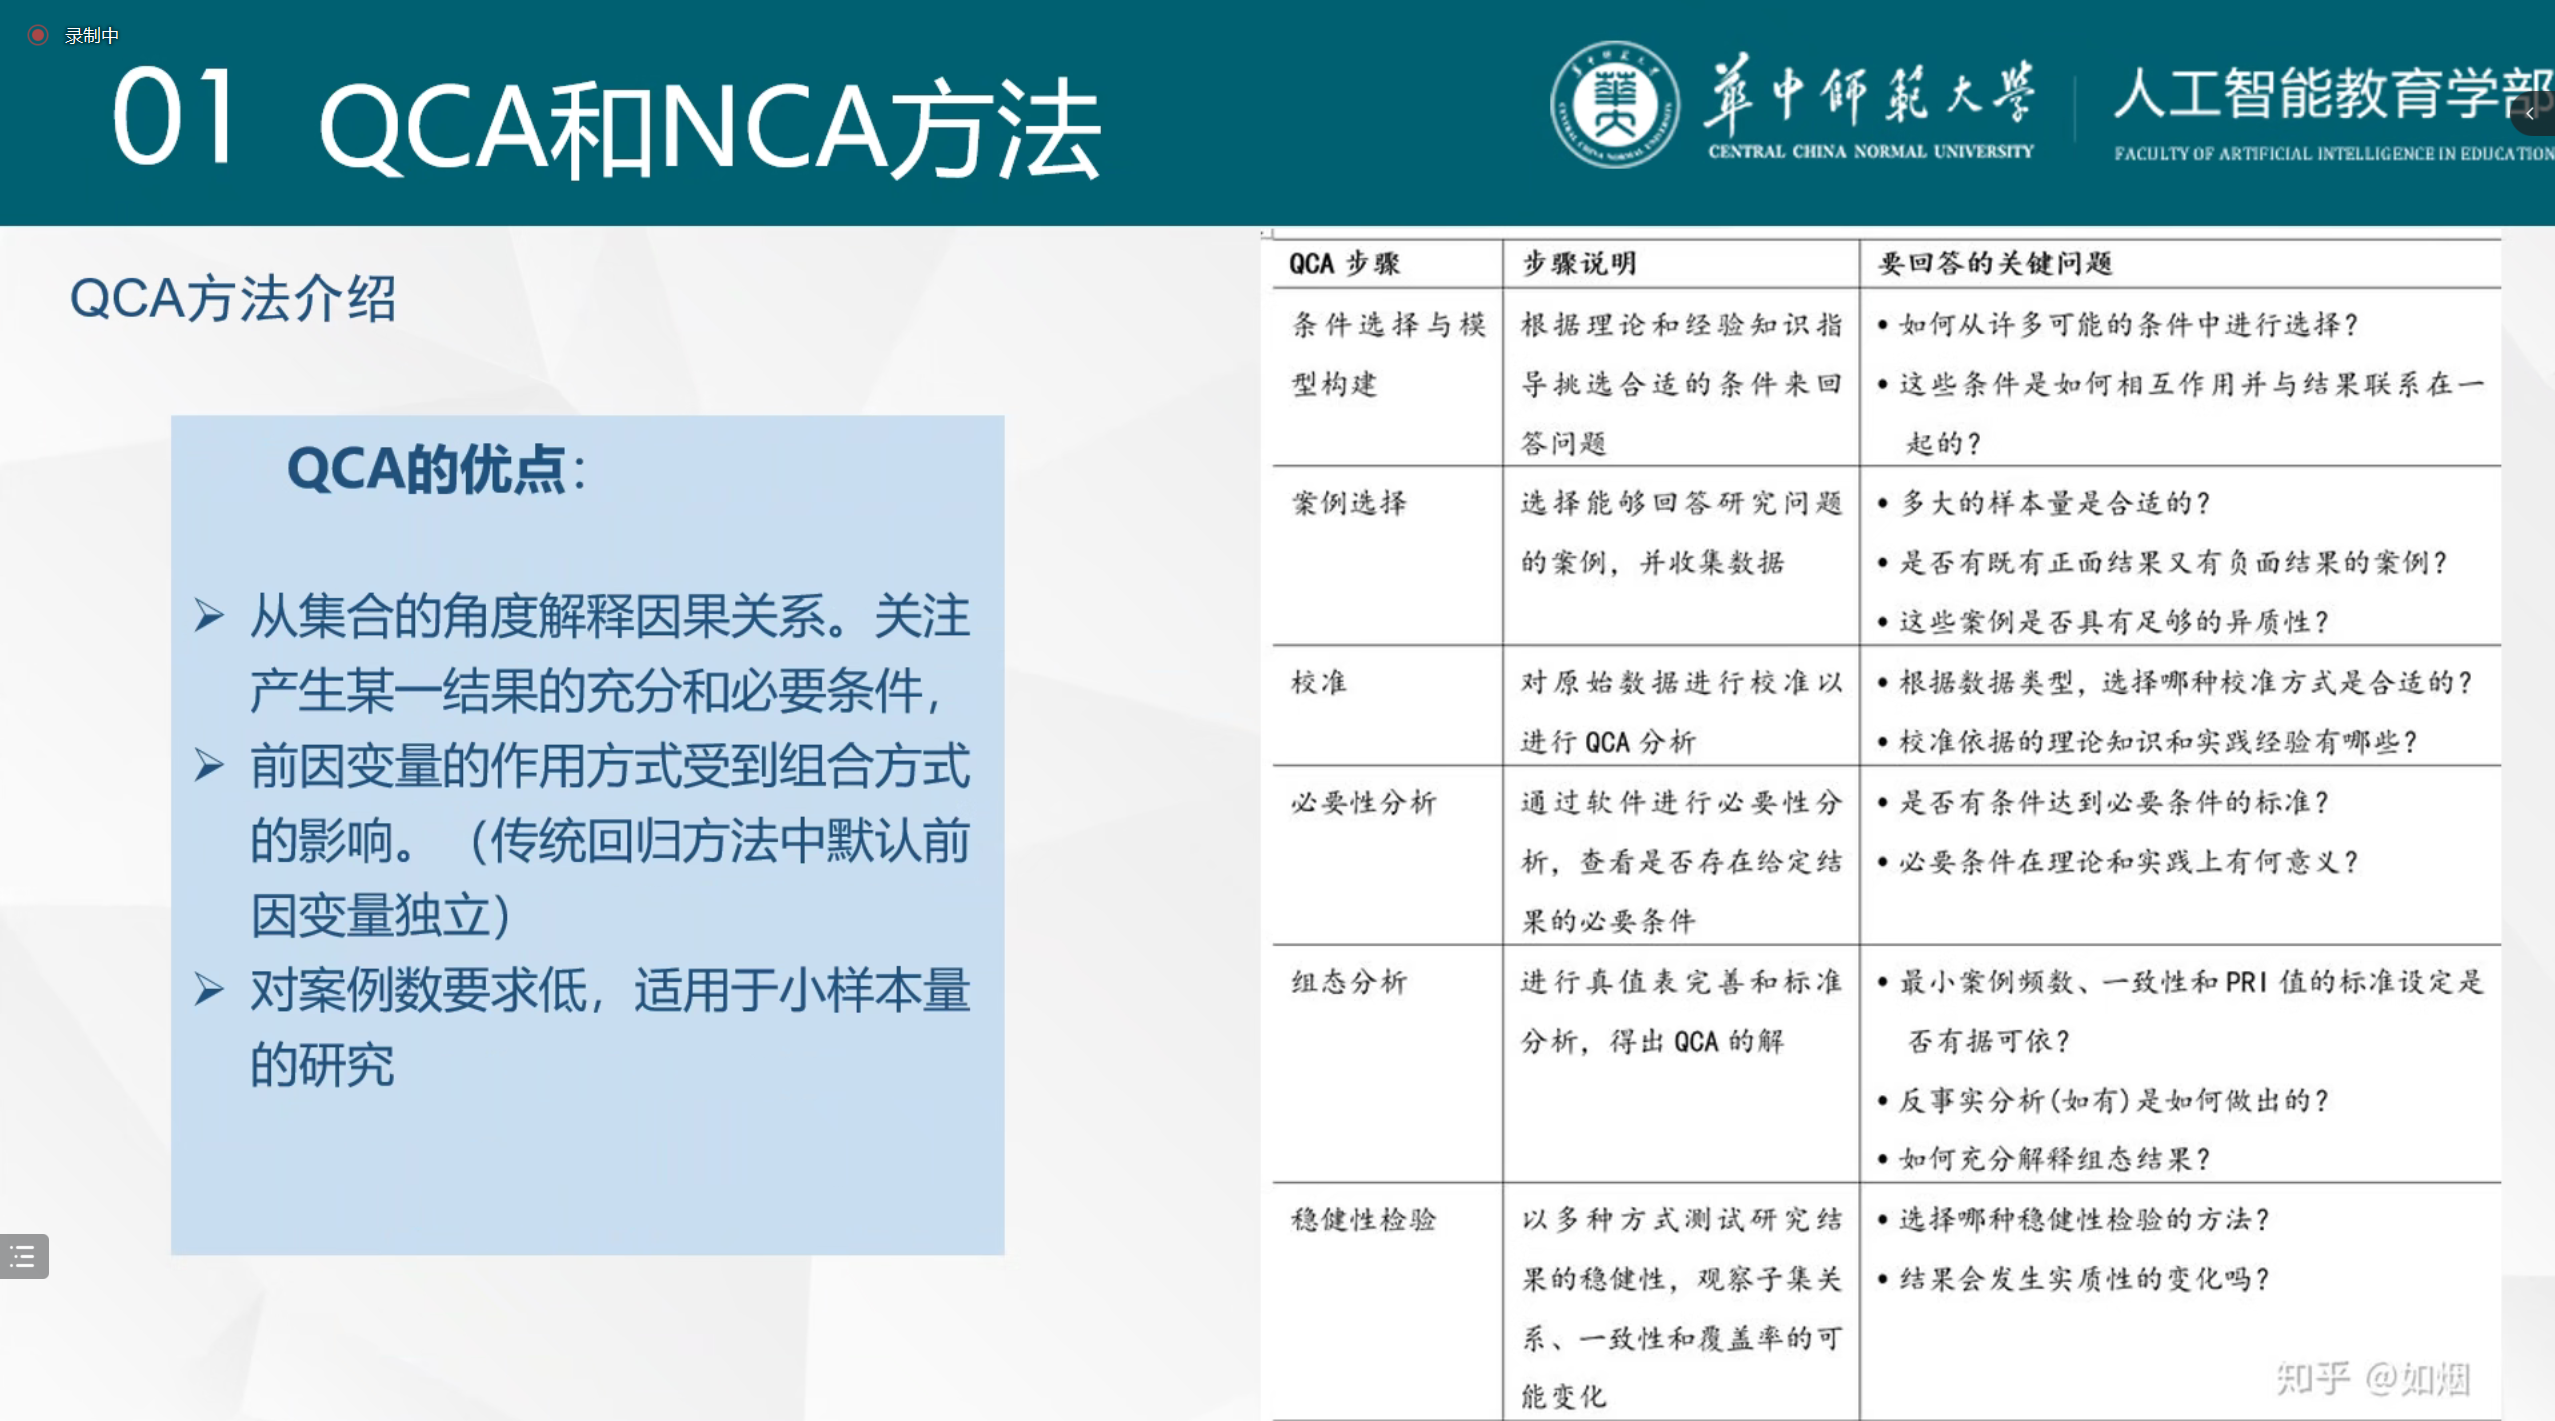 录制中
01 QCA和NCA方法
華中師範大學
CENTRAL CHINA NORMAL UNIVERSITY
人工智能教育学部
FACULTY OF ARTIFICIAL INTELLIGENCE IN EDUCATION
QCA方法介绍
QCA的优点：
➢ 从集合的角度解释因果关系。关注
产生某一结果的充分和必要条件，
➢ 前因变量的作用方式受到组合方式
的影响。（传统回归方法中默认前
因变量独立）
➢ 对案例数要求低，适用于小样本量
的研究
QCA 步骤
步骤说明
要回答的关键问题
条件选择与模
型构建
根据理论和经验知识指
导挑选合适的条件来回
答问题
• 如何从许多可能的条件中进行选择？
• 这些条件是如何相互作用并与结果联系在一
起的？
案例选择
选择能够回答研究问题
的案例，并收集数据
• 多大的样本量是合适的？
• 是否有既有正面结果又有负面结果的案例？
• 这些案例是否具有足够的异质性？
校准
对原始数据进行校准以
进行 QCA 分析
• 根据数据类型，选择哪种校准方式是合适的？
• 校准依据的理论知识和实践经验有哪些？
必要性分析
通过软件进行必要性分
析，查看是否存在给定结
果的必要条件
• 是否有条件达到必要条件的标准？
• 必要条件在理论和实践上有何意义？
组态分析
进行真值表完善和标准
分析，得出 QCA 的解
• 最小案例频数、一致性和 PRI 值的标准设定是
否有据可依？
• 反事实分析(如有)是如何做出的？
• 如何充分解释组态结果？
稳健性检验
以多种方式测试研究结
果的稳健性，观察子集关
系、一致性和覆盖率的可
能变化
• 选择哪种稳健性检验的方法？
• 结果会发生实质性的变化吗？
知乎 @如烟